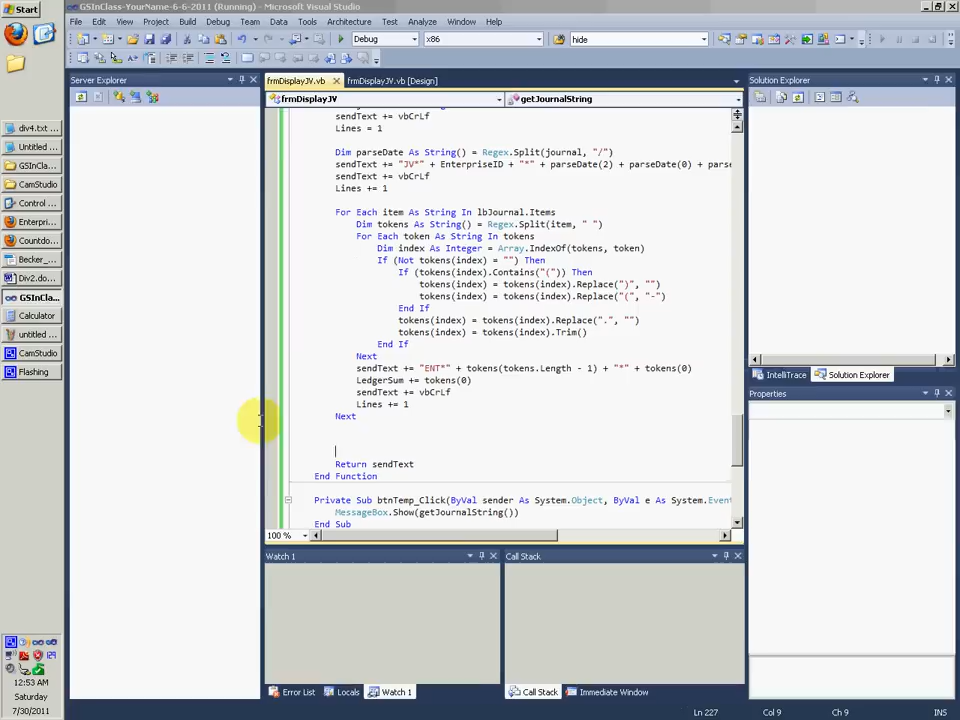 Start
GSInClass-YourName-6-6-2011 (Running) - Microsoft Visual Studio
File Edit View Project Build Debug Team Data Tools Architecture Test Analyze Window Help
Debug x86 hide
Server Explorer
frmDisplayJV.vb frmDisplayJV.vb [Design]
Solution Explorer
frmDisplayJV getJournalString
sendText += vbCrLf
Lines = 1
Dim parseDate As String() = Regex.Split(journal, "/")
sendText += "JV*" + EnterpriseID + "*" + parseDate(2) + parseDate(0) + parse
sendText += vbCrLf
Lines += 1
For Each item As String In lbJournal.Items
Dim tokens As String() = Regex.Split(item, " ")
For Each token As String In tokens
Dim index As Integer = Array.IndexOf(tokens, token)
If (Not tokens(index) = "") Then
If (tokens(index).Contains("(")) Then
tokens(index) = tokens(index).Replace(")", "")
tokens(index) = tokens(index).Replace("(", "-")
End If
tokens(index) = tokens(index).Replace(".", "")
tokens(index) = tokens(index).Trim()
End If
Next
sendText += "ENT*" + tokens(tokens.Length - 1) + "*" + tokens(0)
LedgerSum += tokens(0)
sendText += vbCrLf
Lines += 1
Next
Return sendText
End Function
Private Sub btnTemp_Click(ByVal sender As System.Object, ByVal e As System.Event
MessageBox.Show(getJournalString())
End Sub
100 %
IntelliTrace Solution Explorer
Properties
Watch 1
Call Stack
Error List Locals Watch 1
Call Stack Immediate Window
Ln 227 Col 9 Ch 9 INS
div4.txt ...
Untitled ...
GSInCla...
CamStudio
Control ...
Enterpri...
Countdo...
Becker_...
Div2.do...
GSInCla...
Calculator
untitled ...
CamStudio
Flashing
12:53 AM
Saturday
7/30/2011